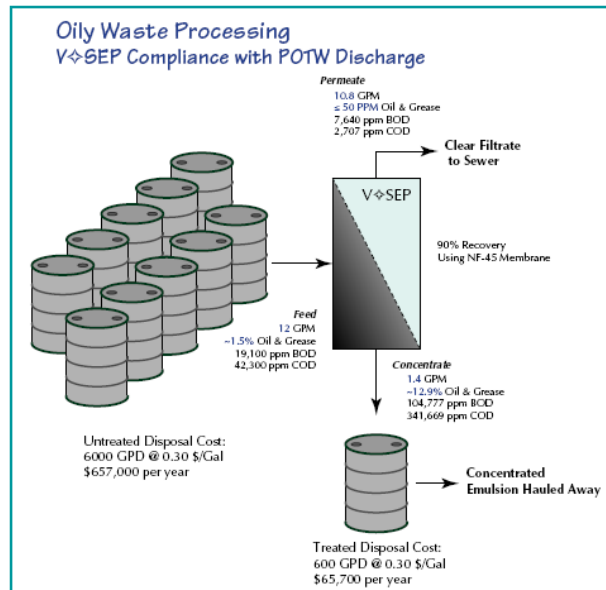 Oily Waste Processing
V✧SEP Compliance with POTW Discharge
Permeate
10.8 GPM
≤ 50 PPM Oil & Grease
7,640 ppm BOD
2,707 ppm COD
Clear Filtrate
to Sewer
V✧SEP
90% Recovery
Using NF-45 Membrane
Feed
12 GPM
~1.5% Oil & Grease
19,100 ppm BOD
42,300 ppm COD
Concentrate
1.4 GPM
~12.9% Oil & Grease
104,777 ppm BOD
341,669 ppm COD
Untreated Disposal Cost:
6000 GPD @ 0.30 $/Gal
$657,000 per year
Concentrated
Emulsion Hauled Away
Treated Disposal Cost:
600 GPD @ 0.30 $/Gal
$65,700 per year